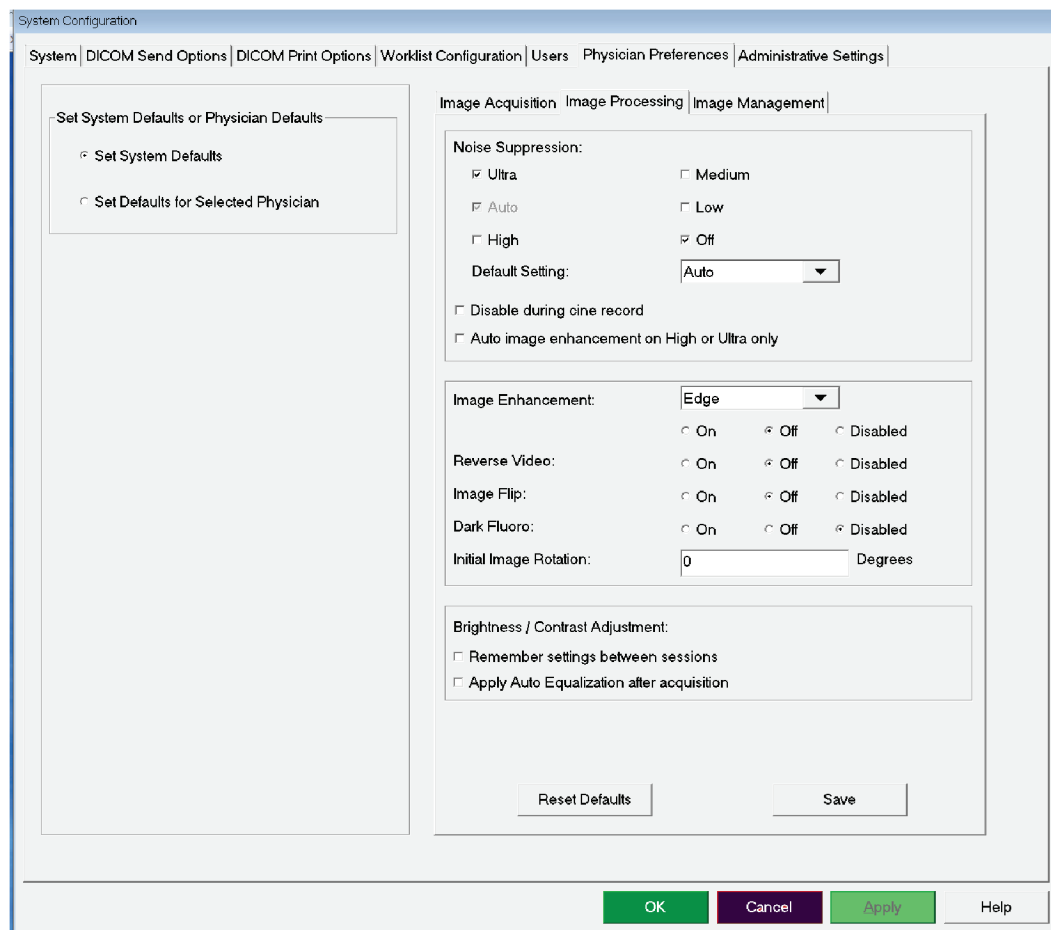 System Configuration
System DICOM Send Options DICOM Print Options Worklist Configuration Users Physician Preferences Administrative Settings
Set System Defaults or Physician Defaults
Set System Defaults
Set Defaults for Selected Physician
Image Acquisition Image Processing Image Management
Noise Suppression:
Ultra Medium
Auto Low
High Off
Default Setting: Auto
Disable during cine record
Auto image enhancement on High or Ultra only
Image Enhancement: Edge
On Off Disabled
Reverse Video: On Off Disabled
Image Flip: On Off Disabled
Dark Fluoro: On Off Disabled
Initial Image Rotation: 0 Degrees
Brightness / Contrast Adjustment:
Remember settings between sessions
Apply Auto Equalization after acquisition
Reset Defaults Save
OK Cancel Apply Help